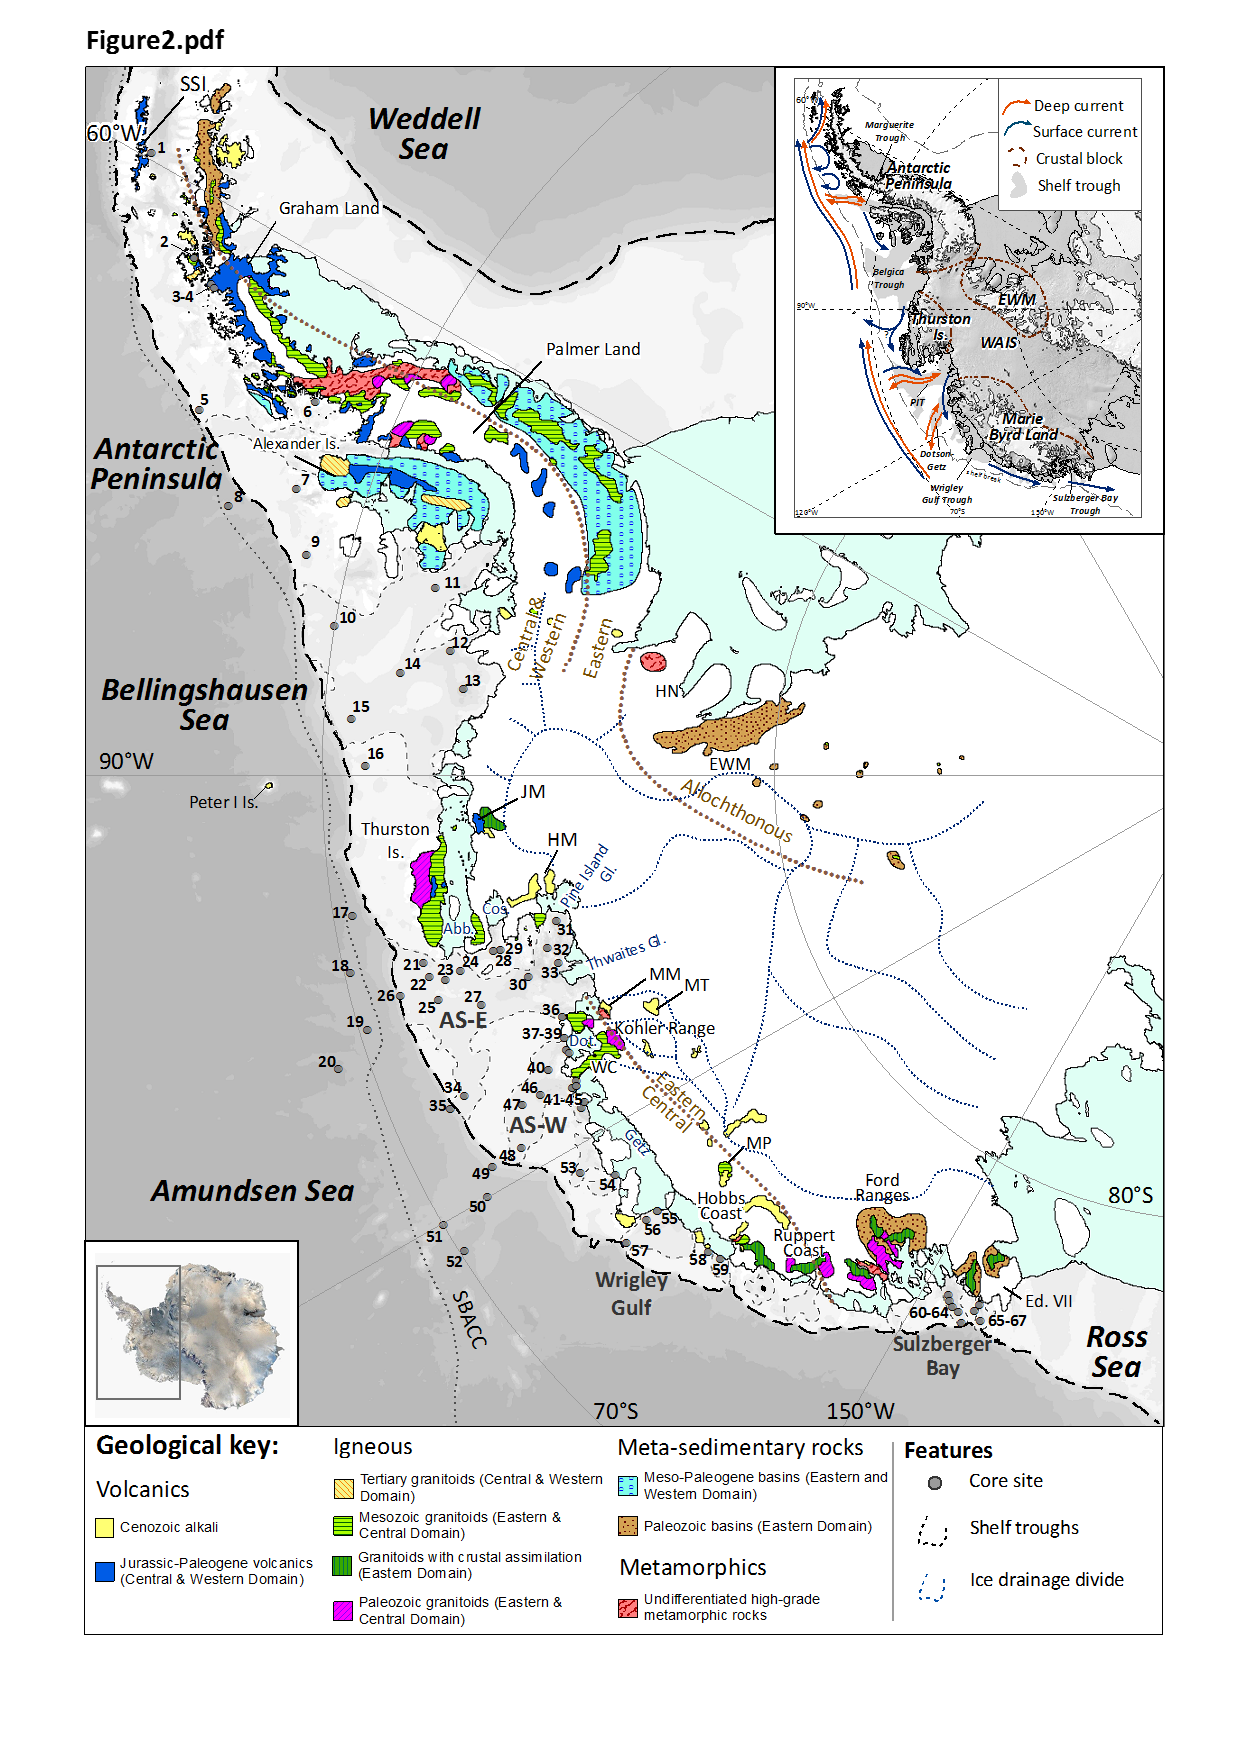 Figure2.pdf
SSI
60°W
1
Weddell
Sea
Graham Land
2
3-4
Palmer Land
5
6
Antarctic
Peninsula
Alexander Is.
7
8
9
10
11
12
13
14
15
16
Central &
Western
Eastern
HN
EWM
Allochthonous
Bellingshausen
Sea
90°W
Peter I Is.
JM
Thurston
Is.
HM
Pine Island
Gl.
Cos.
Abb.
17
18
19
20
21
22
23
24
25
26
27
28
29
30
31
32
33
Thwaites Gl.
MM
MT
AS-E
36
37-39
Dot.
Kohler Range
WC
34
35
40
46
47
41-45
AS-W
Eastern
Central
Getz
48
49
50
51
52
53
54
MP
Amundsen Sea
Hobbs
Coast
55
56
57
58
59
Ruppert
Coast
Ford
Ranges
80°S
Wrigley
Gulf
SBACC
60-64
65-67
Ed. VII
Sulzberger
Bay
Ross
Sea
70°S
150°W
60°W
Marguerite
Trough
Antarctic
Peninsula
Deep current
Surface current
Crustal block
Shelf trough
Belgica
Trough
EWM
90°W
Thurston
Is.
WAIS
PIT
Marie
Byrd Land
Dotson-
Getz
shelf break
Wrigley
Gulf Trough
Sulzberger Bay
Trough
120°W
70°S
150°W
Geological key:
Volcanics
Cenozoic alkali
Jurassic-Paleogene volcanics
(Central & Western Domain)
Igneous
Tertiary granitoids (Central & Western
Domain)
Mesozoic granitoids (Eastern &
Central Domain)
Granitoids with crustal assimilation
(Eastern Domain)
Paleozoic granitoids (Eastern &
Central Domain)
Meta-sedimentary rocks
Meso-Paleogene basins (Eastern and
Western Domain)
Paleozoic basins (Eastern Domain)
Metamorphics
Undifferentiated high-grade
metamorphic rocks
Features
Core site
Shelf troughs
Ice drainage divide